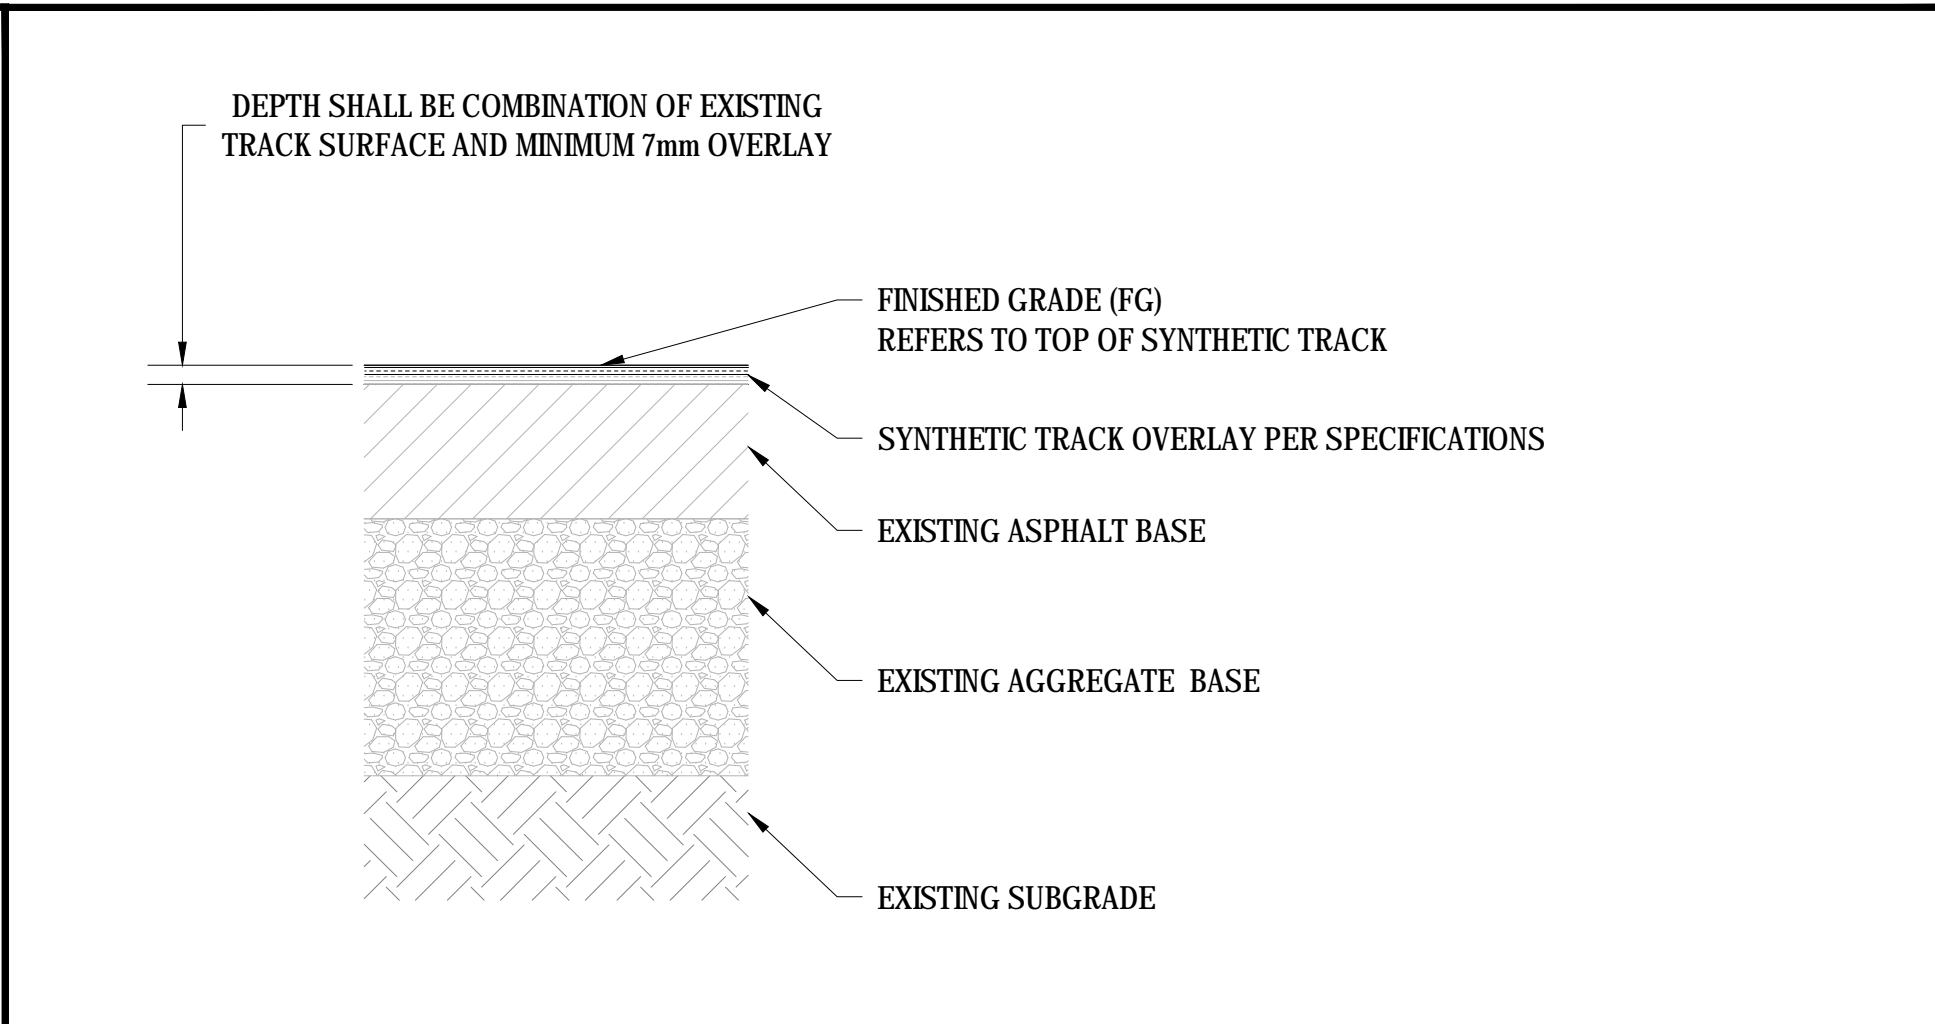 DEPTH SHALL BE COMBINATION OF EXISTING
TRACK SURFACE AND MINIMUM 7mm OVERLAY
FINISHED GRADE (FG)
REFERS TO TOP OF SYNTHETIC TRACK
SYNTHETIC TRACK OVERLAY PER SPECIFICATIONS
EXISTING ASPHALT BASE
EXISTING AGGREGATE BASE
EXISTING SUBGRADE